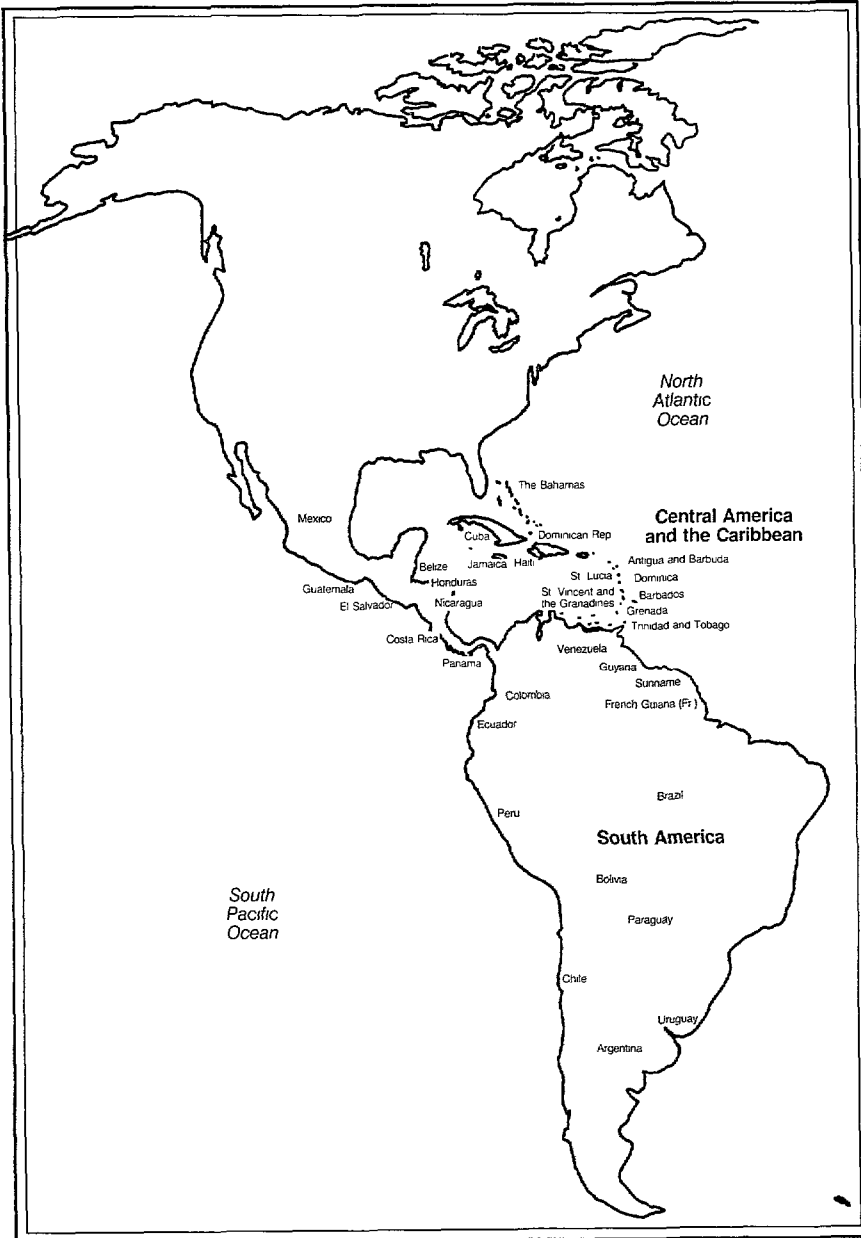 North
Atlantic
Ocean
The Bahamas
Mexico
Central America
and the Caribbean
Cuba
Dominican Rep
Jamaica
Haiti
Belize
Antigua and Barbuda
Honduras
St Lucia
Dominica
Guatemala
St Vincent and
the Granadines
Barbados
El Salvador
Nicaragua
Grenada
Trinidad and Tobago
Costa Rica
Venezuela
Panama
Guyana
Sunname
Colombia
French Guiana (Fr)
Ecuador
Brazil
Peru
South America
Bolivia
South
Pacific
Ocean
Paraguay
Chile
Uruguay
Argentina